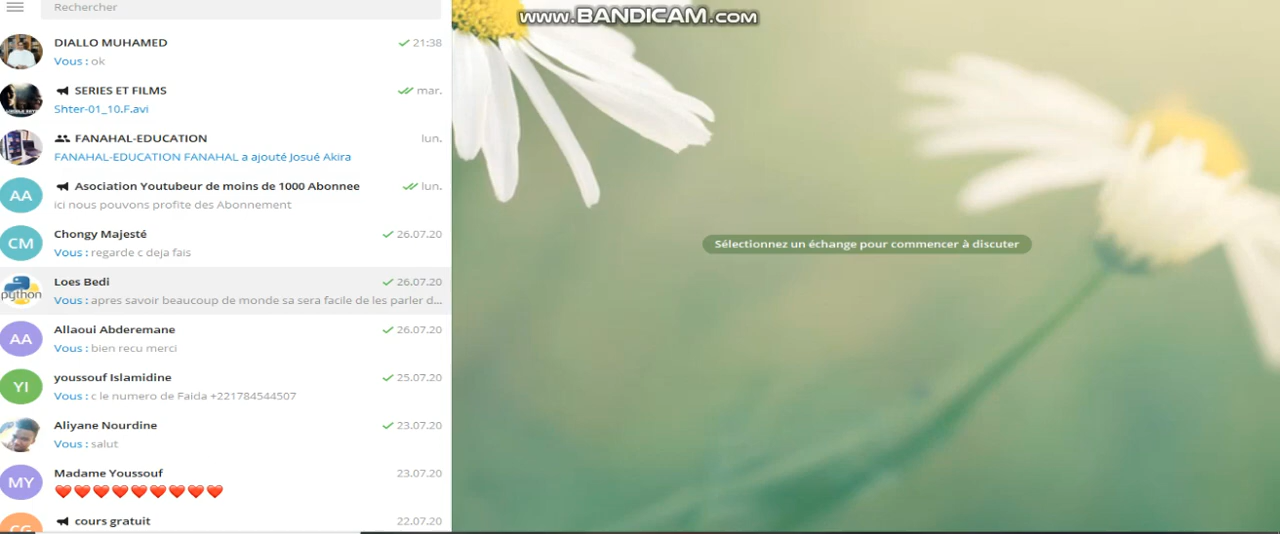 Rechercher
www.BANDICAM.com
DIALLO MUHAMED
21:38
Vous : ok
SERIES ET FILMS
mar.
Shter-01_10.F.avi
FANAHAL-EDUCATION
lun.
FANAHAL-EDUCATION FANAHAL a ajouté Josué Akira
AA
Asociation Youtubeur de moins de 1000 Abonnee
lun.
ici nous pouvons profite des Abonnement
Sélectionnez un échange pour commencer à discuter
CM
Chongy Majesté
26.07.20
Vous : regarde c deja fais
python
Loes Bedi
26.07.20
Vous : apres savoir beaucoup de monde sa sera facile de les parler d...
AA
Allaoui Abderemane
26.07.20
Vous : bien recu merci
YI
youssouf Islamidine
25.07.20
Vous : c le numero de Faida +221784544507
Aliyane Nourdine
23.07.20
Vous : salut
MY
Madame Youssouf
23.07.20
CG
cours gratuit
22.07.20